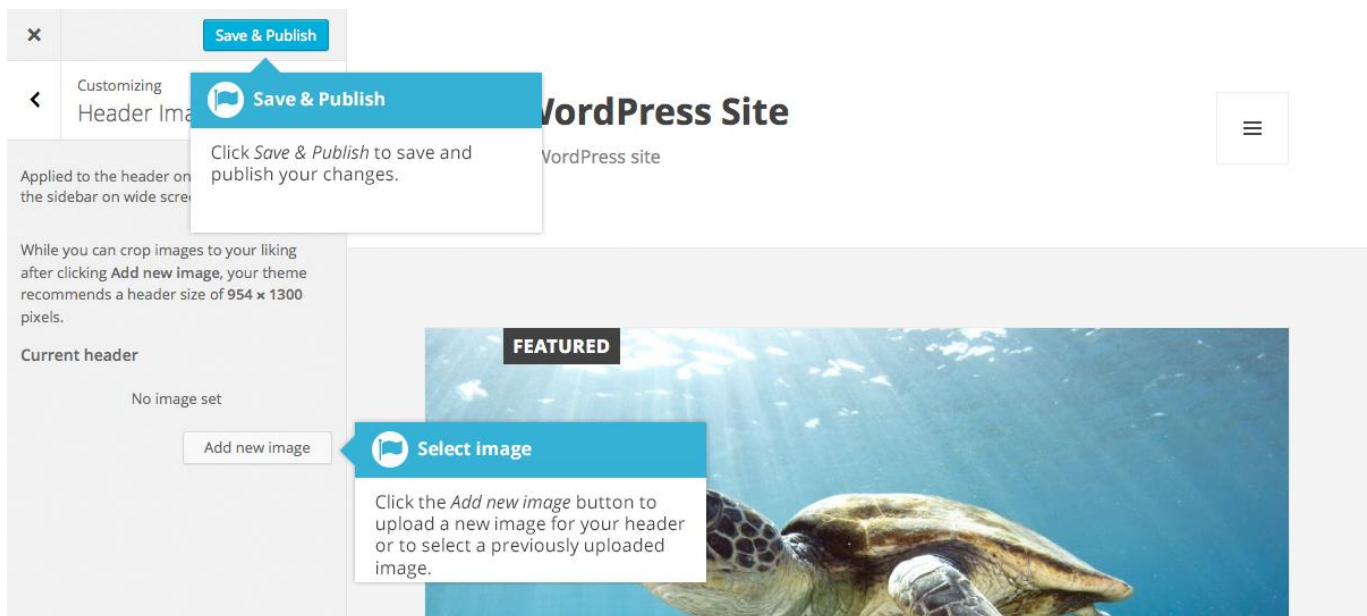 Save & Publish
Customizing
Header Ima
Save & Publish
Click Save & Publish to save and
publish your changes.
WordPress Site
WordPress site
Applied to the header on
the sidebar on wide scree
While you can crop images to your liking
after clicking Add new image, your theme
recommends a header size of 954 × 1300
pixels.
Current header
No image set
Add new image
FEATURED
Select image
Click the Add new image button to
upload a new image for your header
or to select a previously uploaded
image.